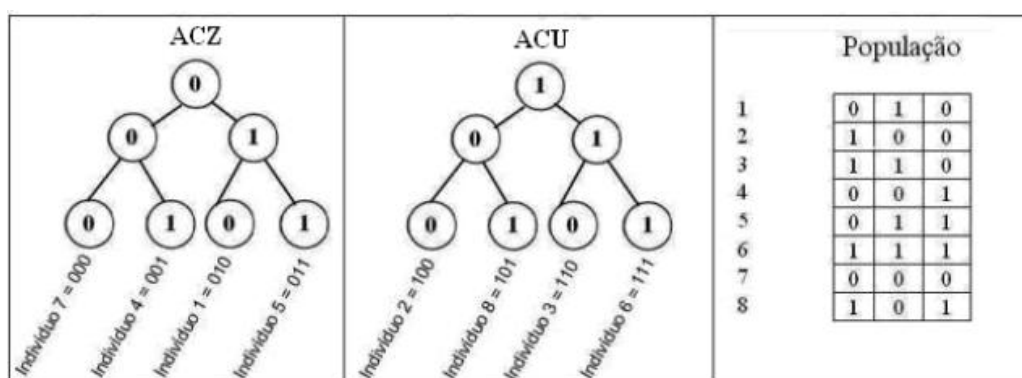 ACZ
0
0 1
0 1 0 1
Indivíduo 7 = 000
Indivíduo 4 = 001
Indivíduo 1 = 010
Indivíduo 5 = 011
ACU
1
0 1
0 1 0 1
Indivíduo 2 = 100
Indivíduo 8 = 101
Indivíduo 3 = 110
Indivíduo 6 = 111
População
1 0 1 0
2 1 0 0
3 1 1 0
4 0 0 1
5 0 1 1
6 1 1 1
7 0 0 0
8 1 0 1